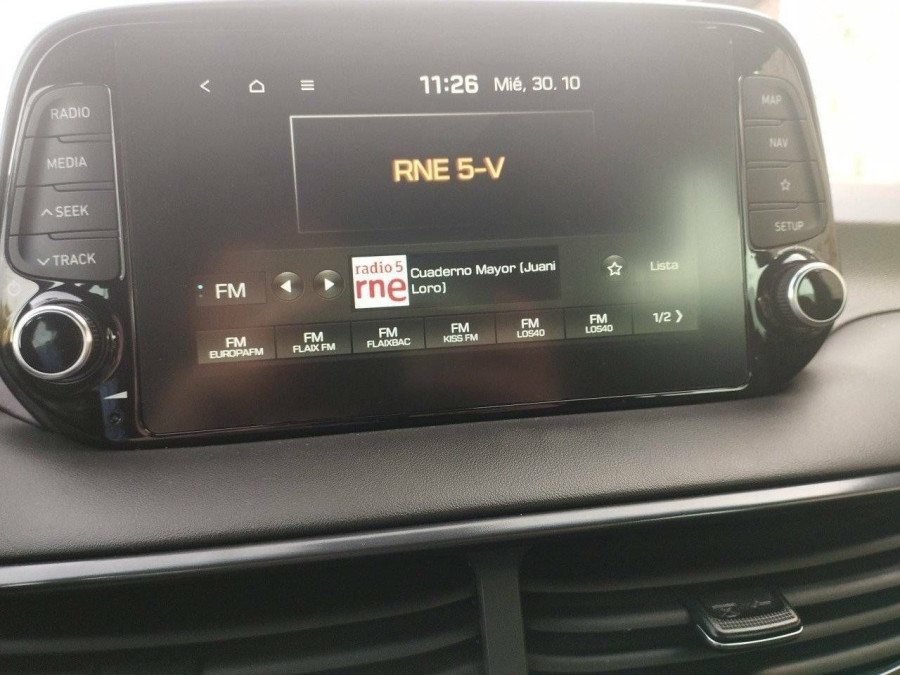 11:26 Mié, 30. 10
RADIO
MEDIA
SEEK
TRACK
RNE 5-V
FM
radio 5
rne
Cuaderno Mayor (Juani
Loro)
Lista
FM
EUROPAFM
FM
FLAIX FM
FM
FLAIXBAC
FM
KISS FM
FM
LOS40
FM
LOS40
1/2
MAP
NAV
SETUP